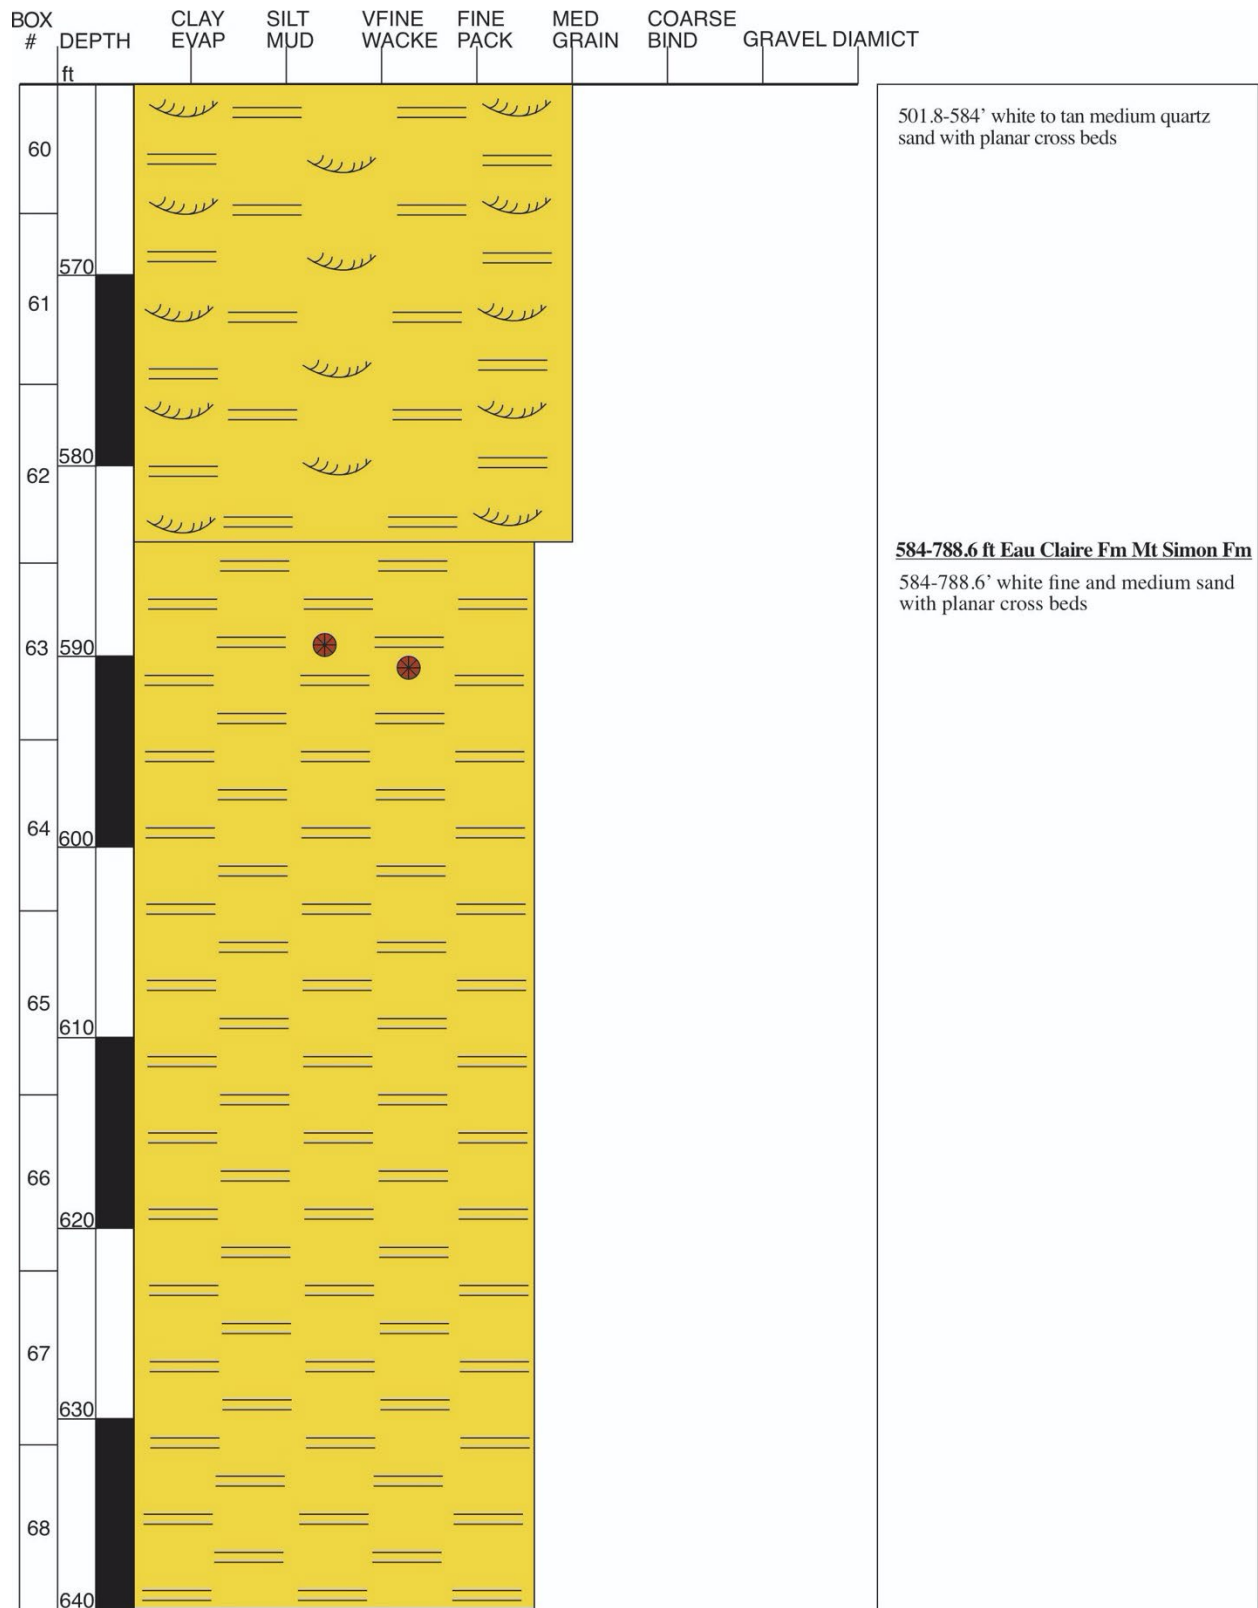 BOX # DEPTH CLAY EVAP SILT MUD VFINE WACKE FINE PACK MED GRAIN COARSE BIND GRAVEL DIAMICT
ft
501.8-584’ white to tan medium quartz
sand with planar cross beds
60
570
61
580
62
584-788.6 ft Eau Claire Fm Mt Simon Fm
584-788.6’ white fine and medium sand
with planar cross beds
63
590
64
600
65
610
66
620
67
630
68
640